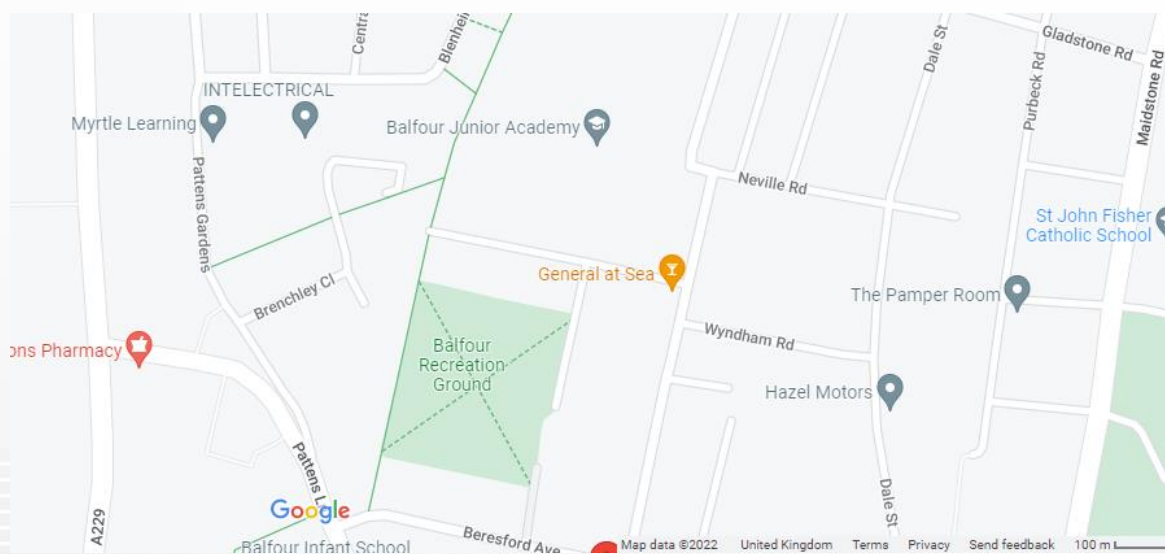 Centra
Blenhei
Gladstone Rd
Dale St
Purbeck Rd
Maidstone Rd
INTELECTRICAL
Myrtle Learning
Balfour Junior Academy
Pattens Gardens
Neville Rd
St John Fisher
Catholic School
General at Sea
Brenchley Cl
The Pamper Room
Wyndham Rd
ons Pharmacy
Balfour
Recreation
Ground
Hazel Motors
Pattens L
Dale St
A229
Google
Beresford Ave
Balfour Infant School
Map data ©2022 United Kingdom Terms Privacy Send feedback 100 m